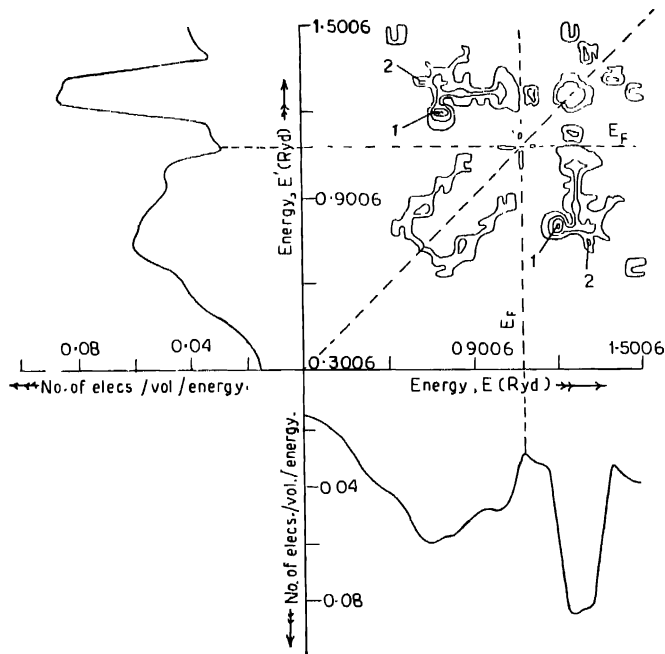 1·5006
2
1
Energy, E'(Ryd)
E_F
0·9006
1
2
E_F
0·08
0·04
0·3006
0·9006
1·5006
No. of elecs /vol /energy.
Energy, E (Ryd)
No. of elecs./vol./energy.
0·04
0·08